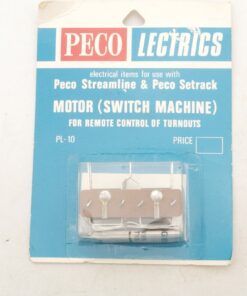 PECO LECTRICS
electrical items for use with
Peco Streamline & Peco Setrack
MOTOR (SWITCH MACHINE)
FOR REMOTE CONTROL OF TURNOUTS
PL-10 PRICE